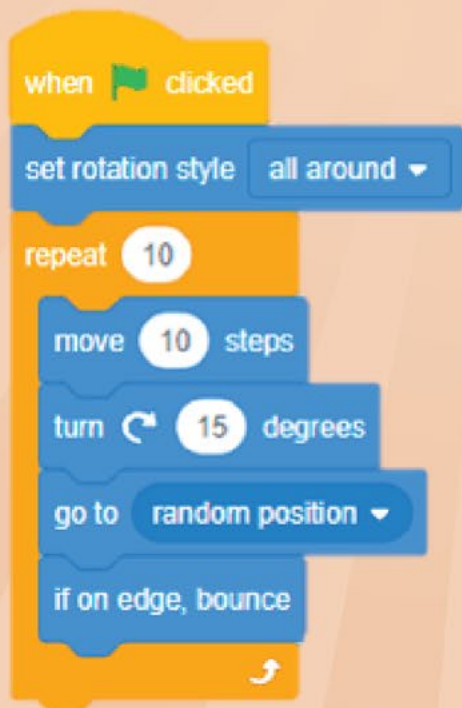 when clicked
set rotation style all around
repeat 10
move 10 steps
turn 15 degrees
go to random position
if on edge, bounce